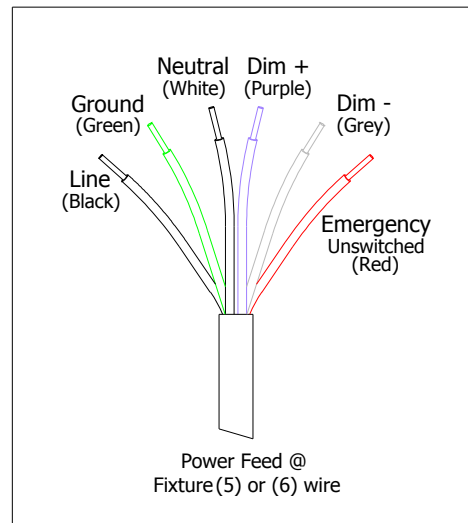 Neutral
(White)
Dim +
(Purple)
Ground
(Green)
Dim -
(Grey)
Line
(Black)
Emergency
Unswitched
(Red)
Power Feed @
Fixture (5) or (6) wire